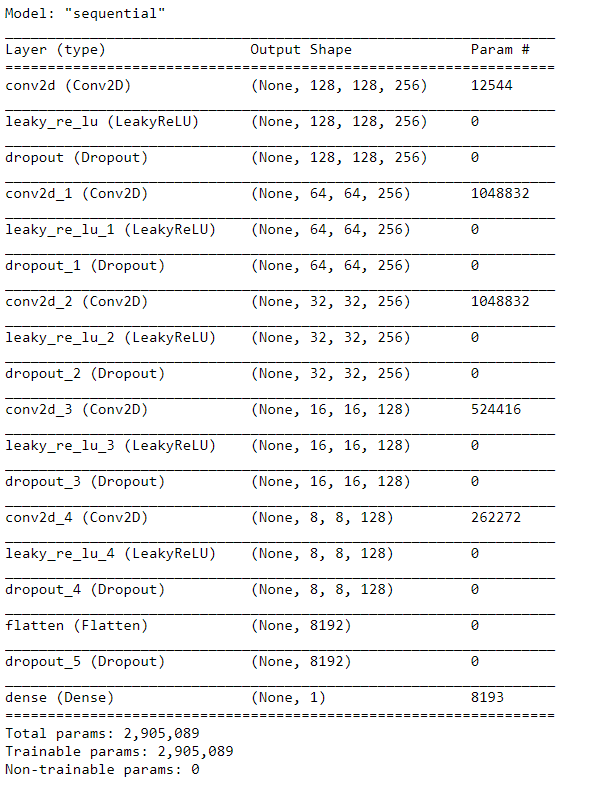 Model: "sequential"
_________________________________________________________________
Layer (type)                 Output Shape              Param #
=================================================================
conv2d (Conv2D)              (None, 128, 128, 256)     12544
_________________________________________________________________
leaky_re_lu (LeakyReLU)      (None, 128, 128, 256)     0
_________________________________________________________________
dropout (Dropout)            (None, 128, 128, 256)     0
_________________________________________________________________
conv2d_1 (Conv2D)            (None, 64, 64, 256)       1048832
_________________________________________________________________
leaky_re_lu_1 (LeakyReLU)    (None, 64, 64, 256)       0
_________________________________________________________________
dropout_1 (Dropout)          (None, 64, 64, 256)       0
_________________________________________________________________
conv2d_2 (Conv2D)            (None, 32, 32, 256)       1048832
_________________________________________________________________
leaky_re_lu_2 (LeakyReLU)    (None, 32, 32, 256)       0
_________________________________________________________________
dropout_2 (Dropout)          (None, 32, 32, 256)       0
_________________________________________________________________
conv2d_3 (Conv2D)            (None, 16, 16, 128)       524416
_________________________________________________________________
leaky_re_lu_3 (LeakyReLU)    (None, 16, 16, 128)       0
_________________________________________________________________
dropout_3 (Dropout)          (None, 16, 16, 128)       0
_________________________________________________________________
conv2d_4 (Conv2D)            (None, 8, 8, 128)         262272
_________________________________________________________________
leaky_re_lu_4 (LeakyReLU)    (None, 8, 8, 128)         0
_________________________________________________________________
dropout_4 (Dropout)          (None, 8, 8, 128)         0
_________________________________________________________________
flatten (Flatten)            (None, 8192)              0
_________________________________________________________________
dropout_5 (Dropout)          (None, 8192)              0
_________________________________________________________________
dense (Dense)                (None, 1)                 8193
=================================================================
Total params: 2,905,089
Trainable params: 2,905,089
Non-trainable params: 0